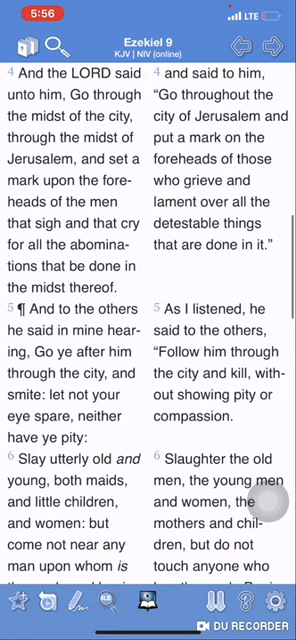 5:56
LTE
Ezekiel 9
KJV | NIV (online)
4 And the LORD said
unto him, Go through
the midst of the city,
through the midst of
Jerusalem, and set a
mark upon the fore-
heads of the men
that sigh and that cry
for all the abomina-
tions that be done in
the midst thereof.
5 ¶ And to the others
he said in mine hear-
ing, Go ye after him
through the city, and
smite: let not your
eye spare, neither
have ye pity:
6 Slay utterly old and
young, both maids,
and little children,
and women: but
come not near any
man upon whom is
4 and said to him,
“Go throughout the
city of Jerusalem and
put a mark on the
foreheads of those
who grieve and
lament over all the
detestable things
that are done in it.”
5 As I listened, he
said to the others,
“Follow him through
the city and kill, with-
out showing pity or
compassion.
6 Slaughter the old
men, the young men
and women, the
mothers and chil-
dren, but do not
touch anyone who
DU RECORDER